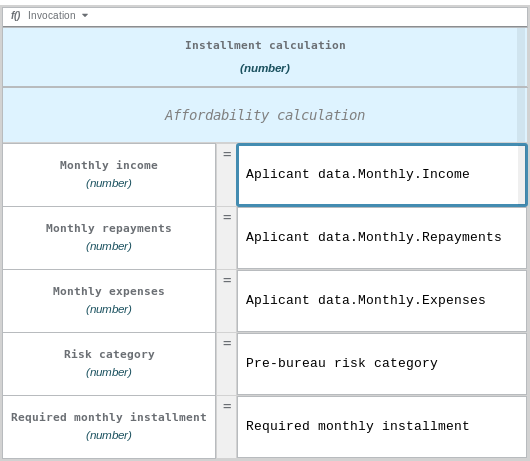 f() Invocation
Installment calculation
(number)
Affordability calculation
Monthly income
(number)
= Aplicant data.Monthly.Income
Monthly repayments
(number)
= Aplicant data.Monthly.Repayments
Monthly expenses
(number)
= Aplicant data.Monthly.Expenses
Risk category
(number)
= Pre-bureau risk category
Required monthly installment
(number)
= Required monthly installment